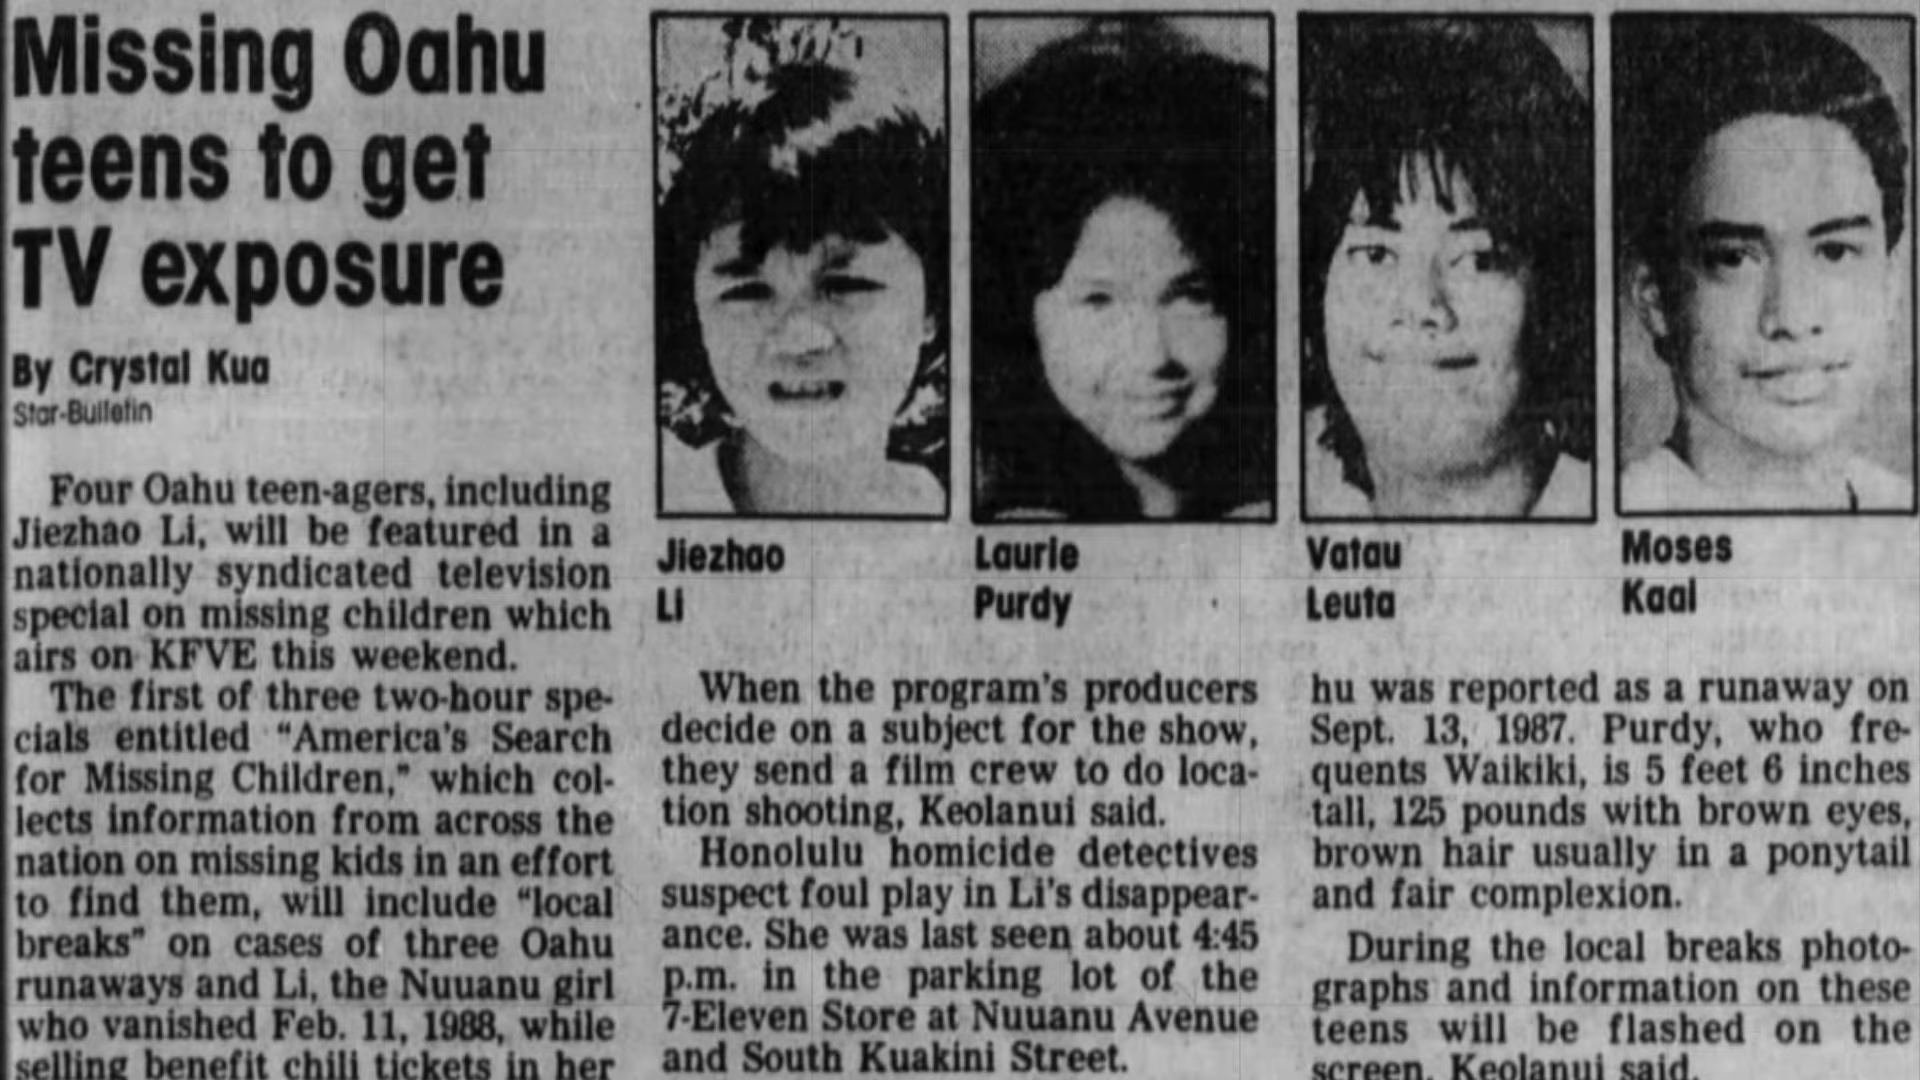 Missing Oahu
teens to get
TV exposure
By Crystal Kua
Star-Bulletin
Four Oahu teen-agers, including
Jiezhao Li, will be featured in a
nationally syndicated television
special on missing children which
airs on KFVE this weekend.
The first of three two-hour spe-
cials entitled "America's Search
for Missing Children," which col-
lects information from across the
nation on missing kids in an effort
to find them, will include "local
breaks" on cases of three Oahu
runaways and Li, the Nuuanu girl
who vanished Feb. 11, 1988, while
selling benefit chili tickets in her
Jiezhao
Li
Laurie
Purdy
Vatau
Leuta
Moses
Kaai
When the program's producers
decide on a subject for the show,
they send a film crew to do loca-
tion shooting, Keolanui said.
Honolulu homicide detectives
suspect foul play in Li's disappear-
ance. She was last seen about 4:45
p.m. in the parking lot of the
7-Eleven Store at Nuuanu Avenue
and South Kuakini Street.
hu was reported as a runaway on
Sept. 13, 1987. Purdy, who fre-
quents Waikiki, is 5 feet 6 inches
tall, 125 pounds with brown eyes,
brown hair usually in a ponytail
and fair complexion.
During the local breaks photo-
graphs and information on these
teens will be flashed on the
screen, Keolanui said.